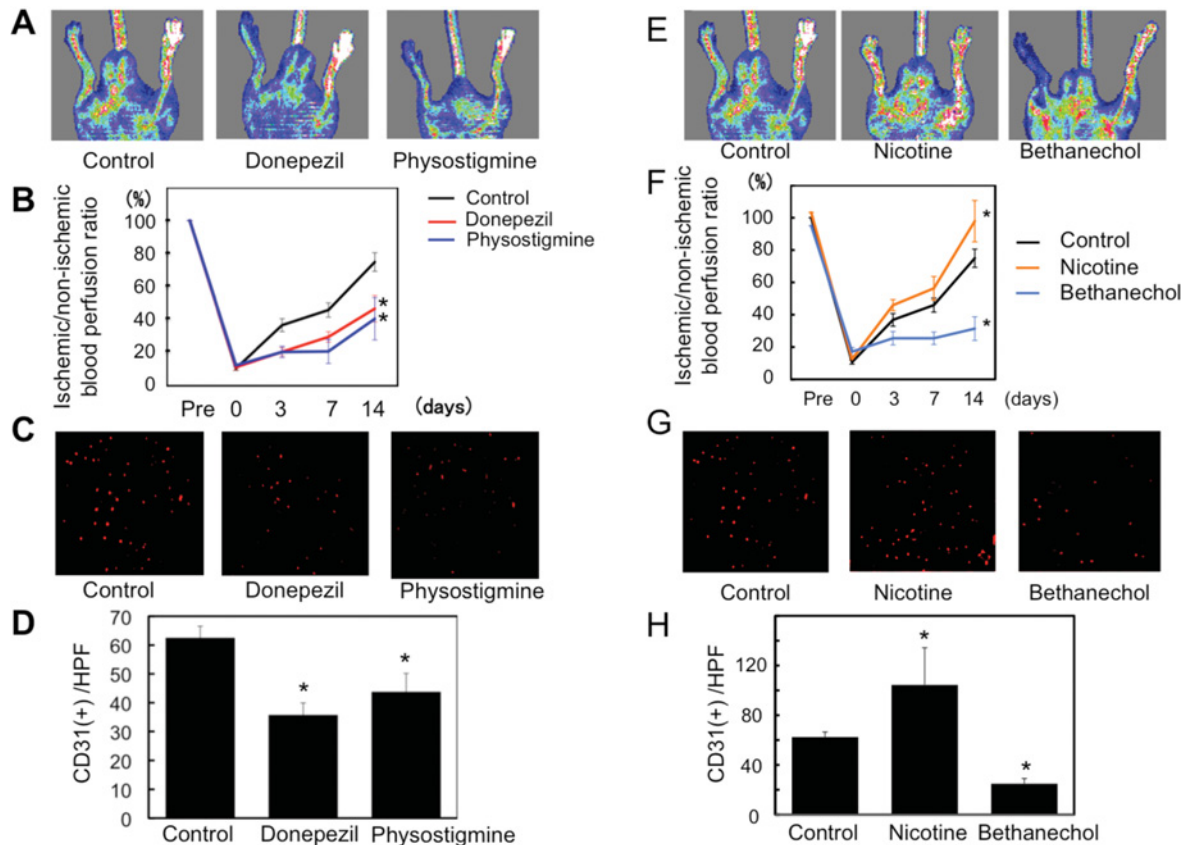 A
Control
Donepezil
Physostigmine
B
(%)
Ischemic/non-ischemic
blood perfusion ratio
100
80
60
40
20
0
Control
Donepezil
Physostigmine
*
*
Pre
0
3
7
14
(days)
C
Control
Donepezil
Physostigmine
D
CD31(+) /HPF
70
60
50
40
30
20
10
0
*
*
Control
Donepezil
Physostigmine
E
Control
Nicotine
Bethanechol
F
(%)
Ischemic/non-ischemic
blood perfusion ratio
100
80
60
40
20
0
*
*
Control
Nicotine
Bethanechol
Pre
0
3
7
14
(days)
G
Control
Nicotine
Bethanechol
H
CD31(+) /HPF
120
80
60
40
0
*
*
Control
Nicotine
Bethanechol